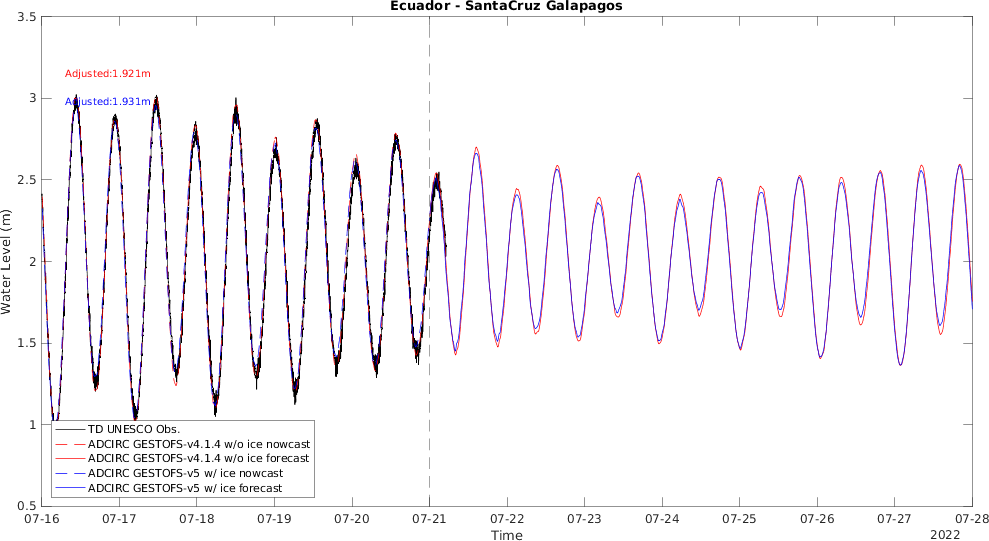 Ecuador - SantaCruz Galapagos
3.5
Adjusted:1.921m
3
Adjusted:1.931m
2.5
Water Level (m)
2
1.5
1
TD UNESCO Obs.
ADCIRC GESTOFS-v4.1.4 w/o ice nowcast
ADCIRC GESTOFS-v4.1.4 w/o ice forecast
ADCIRC GESTOFS-v5 w/ ice nowcast
ADCIRC GESTOFS-v5 w/ ice forecast
0.5
07-16 07-17 07-18 07-19 07-20 07-21 07-22 07-23 07-24 07-25 07-26 07-27 07-28
Time
2022